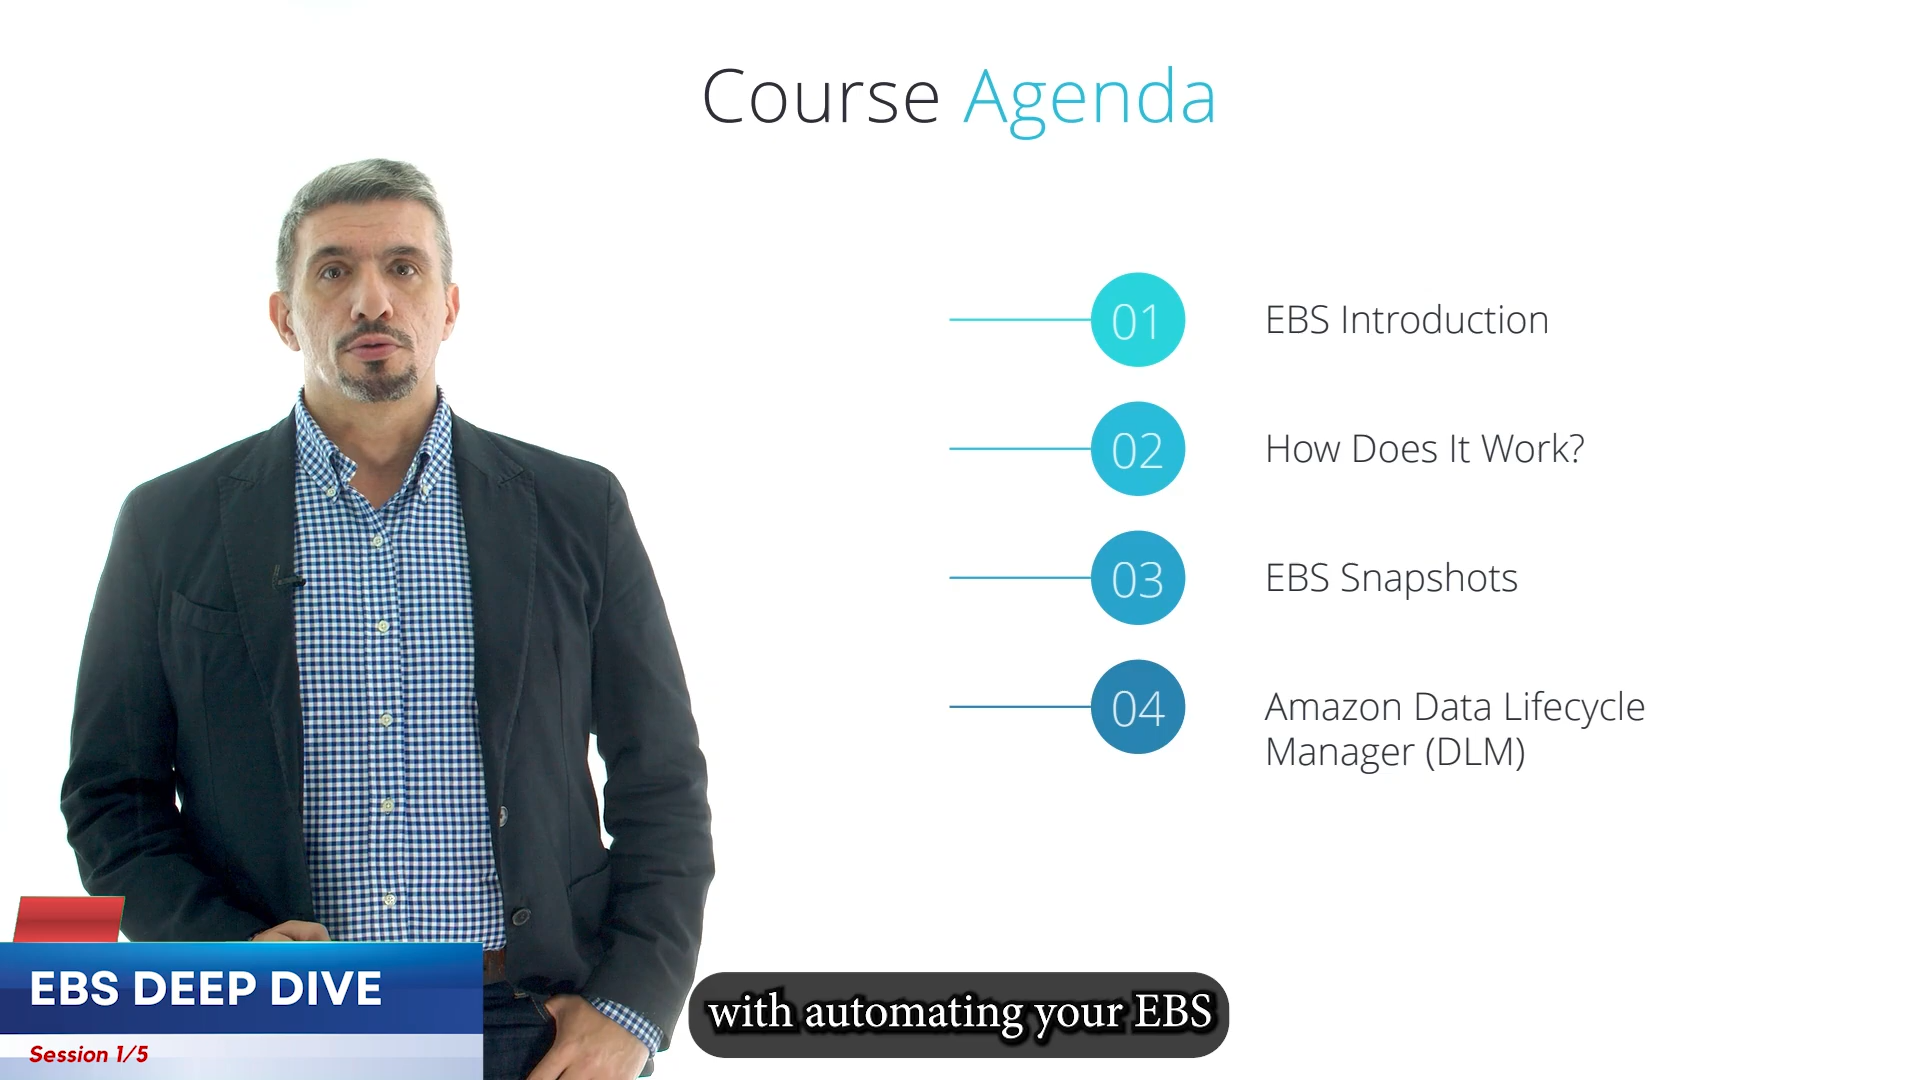 Course Agenda
01
EBS Introduction
02
How Does It Work?
03
EBS Snapshots
04
Amazon Data Lifecycle
Manager (DLM)
EBS DEEP DIVE
Session 1/5
with automating your EBS